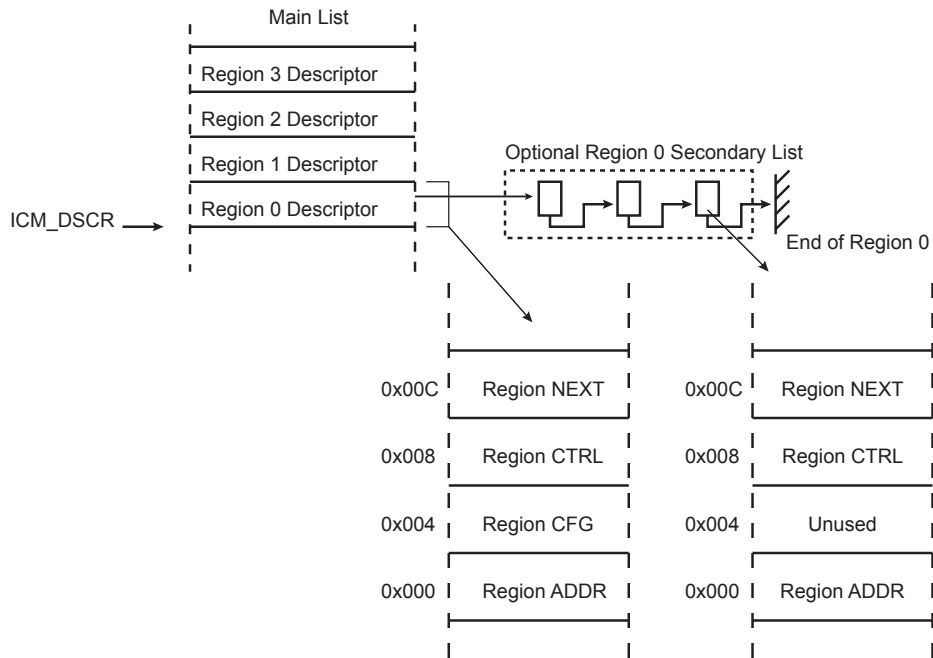 Main List
Region 3 Descriptor
Region 2 Descriptor
Region 1 Descriptor
Region 0 Descriptor
ICM_DSCR
Optional Region 0 Secondary List
End of Region 0
0x00C Region NEXT
0x008 Region CTRL
0x004 Region CFG
0x000 Region ADDR
0x00C Region NEXT
0x008 Region CTRL
0x004 Unused
0x000 Region ADDR